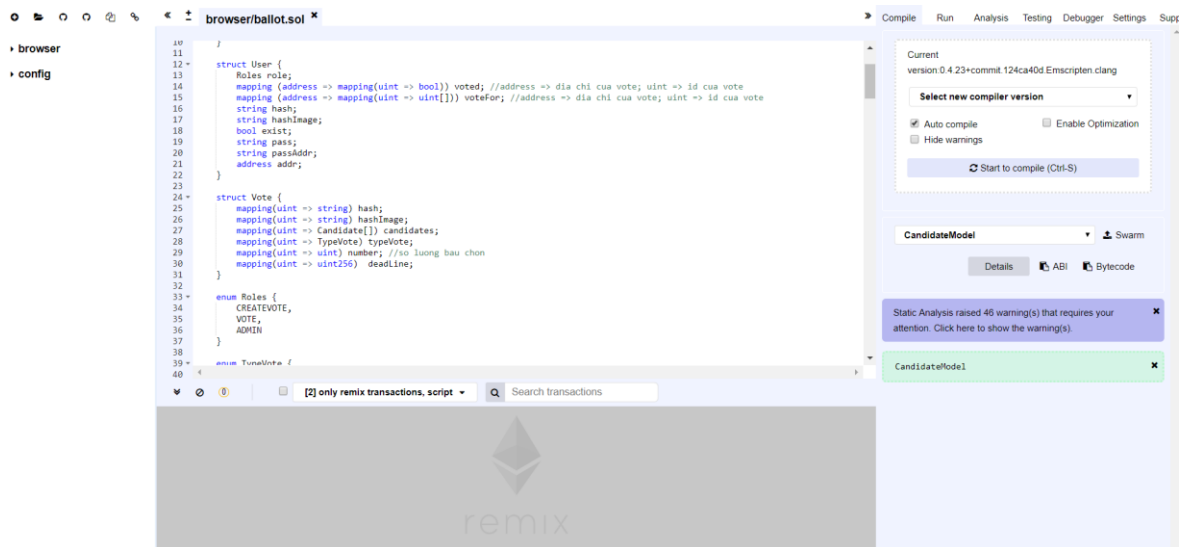 browser/ballot.sol
Compile Run Analysis Testing Debugger Settings Supp
browser
config
10 }
11
12 struct User {
13 Roles role;
14 mapping (address => mapping(uint => bool)) voted; //address => dia chi cua vote; uint => id cua vote
15 mapping (address => mapping(uint => uint[])) voteFor; //address => dia chi cua vote; uint => id cua vote
16 string hash;
17 string hashImage;
18 bool exist;
19 string pass;
20 string passAddr;
21 address addr;
22 }
23
24 struct Vote {
25 mapping(uint => string) hash;
26 mapping(uint => string) hashImage;
27 mapping(uint => Candidate[]) candidates;
28 mapping(uint => TypeVote) typeVote;
29 mapping(uint => uint) number; //so luong bau chon
30 mapping(uint => uint256) deadLine;
31 }
32
33 enum Roles {
34 CREATEVOTE,
35 VOTE,
36 ADMIN
37 }
38
39 enum TypeVote {
40
0
[2] only remix transactions, script
Search transactions
remix
Current
version:0.4.23+commit.124ca40d.Emscripten.clang
Select new compiler version
Auto compile
Enable Optimization
Hide warnings
Start to compile (Ctrl-S)
CandidateModel
Swarm
Details
ABI
Bytecode
Static Analysis raised 46 warning(s) that requires your
attention. Click here to show the warning(s).
CandidateModel